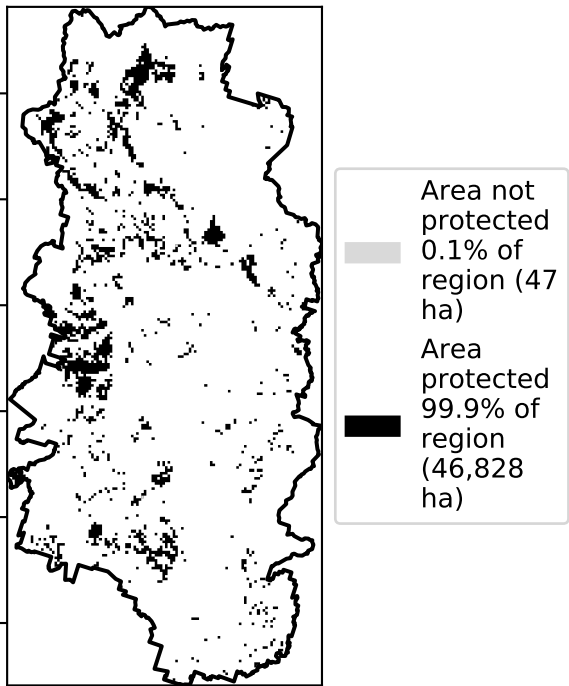 Area not
protected
0.1% of
region (47
ha)
Area
protected
99.9% of
region
(46,828
ha)